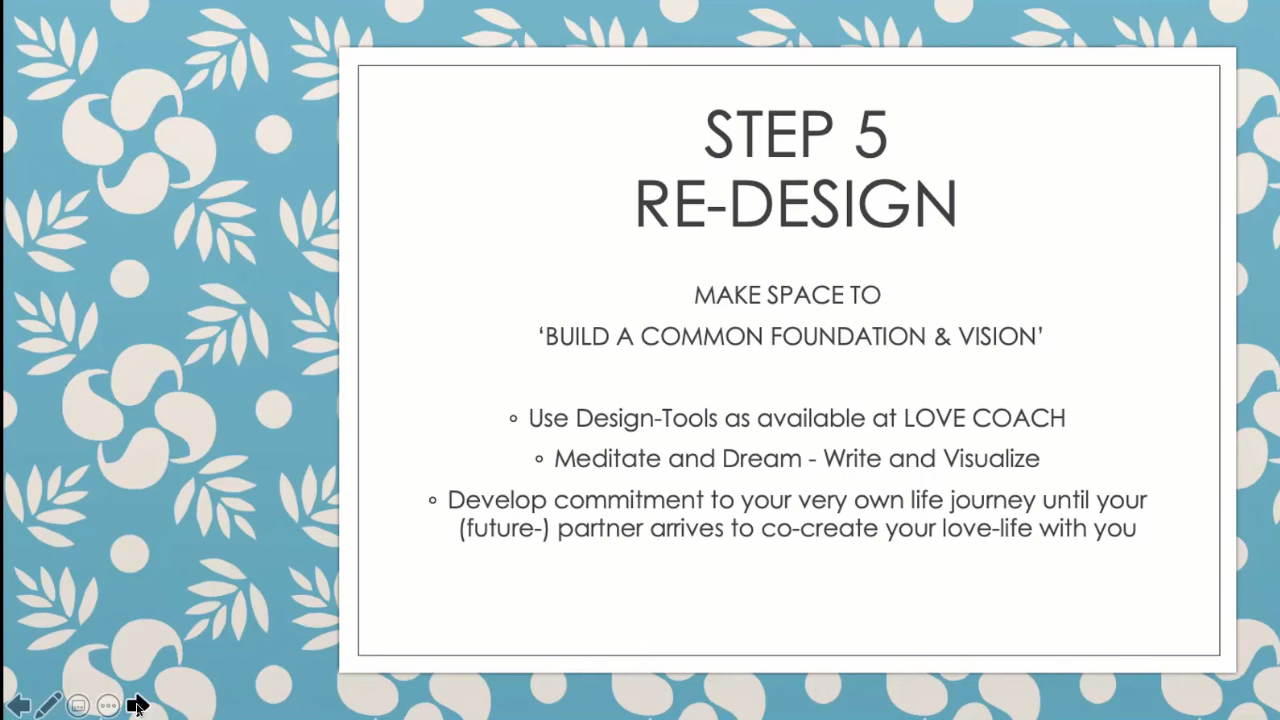 STEP 5
RE-DESIGN
MAKE SPACE TO
‘BUILD A COMMON FOUNDATION & VISION’
◦ Use Design-Tools as available at LOVE COACH
◦ Meditate and Dream - Write and Visualize
◦ Develop commitment to your very own life journey until your
(future-) partner arrives to co-create your love-life with you